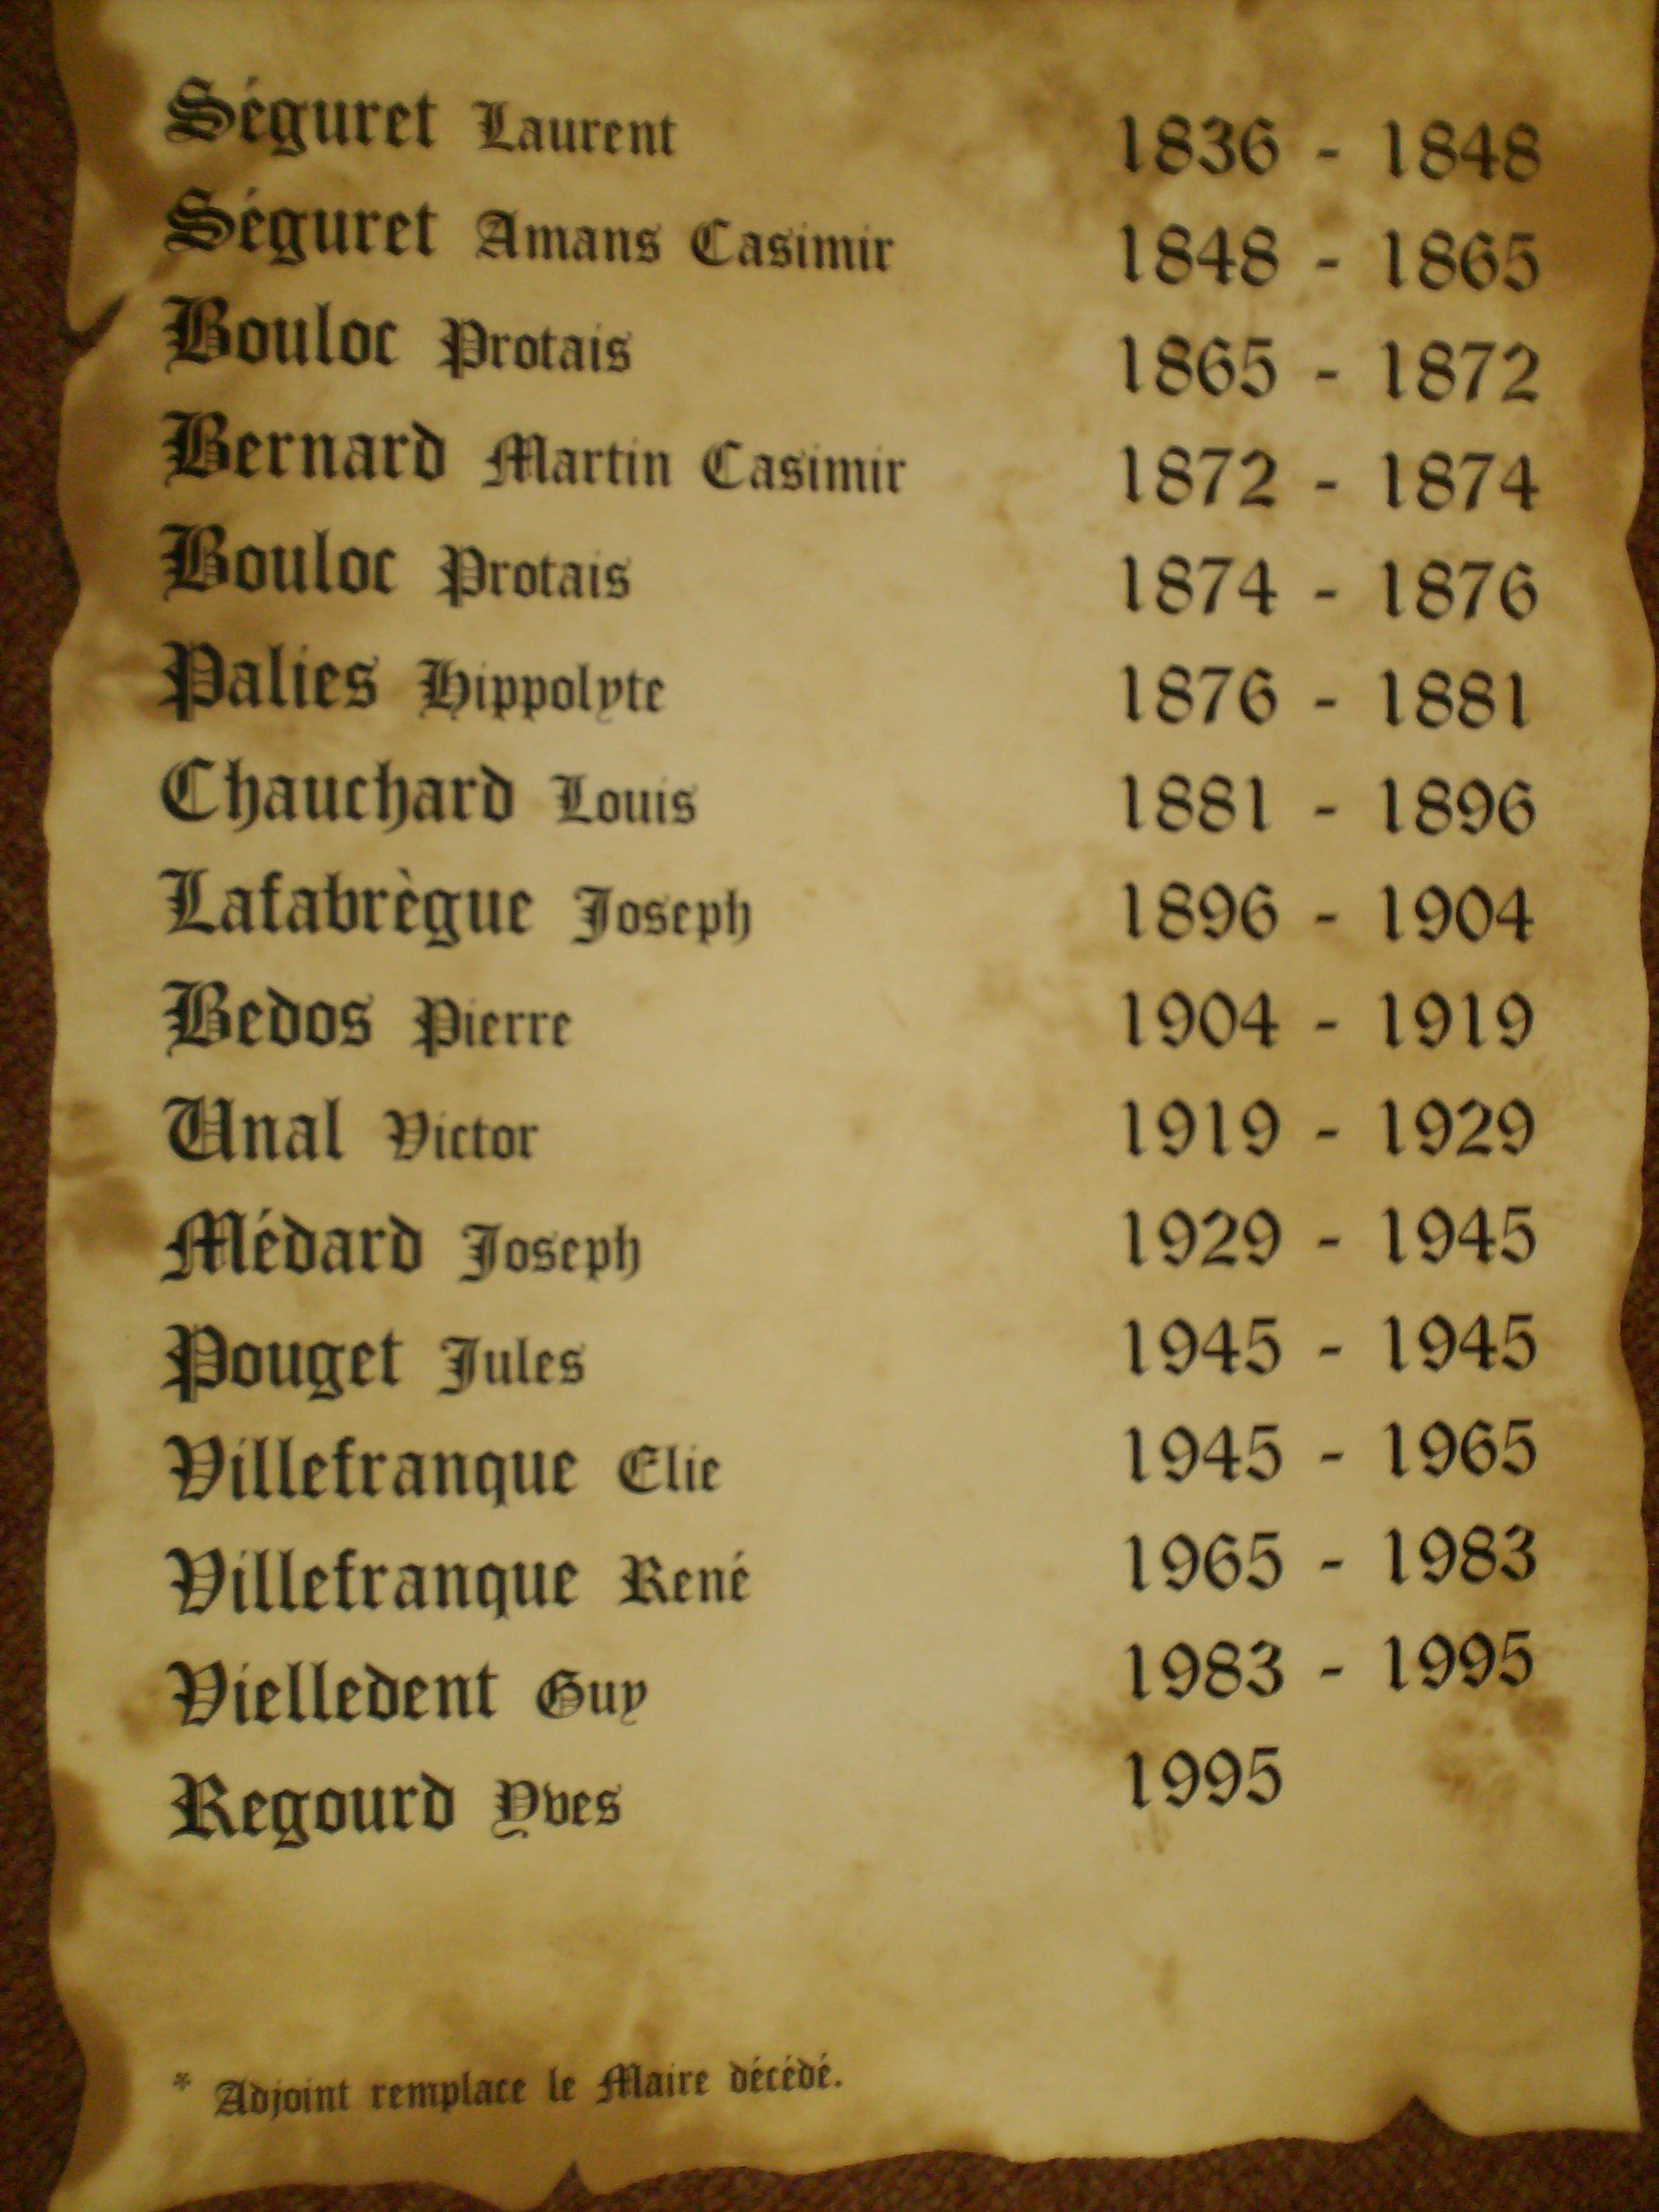 Séguret Laurent 1836 - 1848
Séguret Amans Casimir 1848 - 1865
Bouloc Protais 1865 - 1872
Bernard Martin Casimir 1872 - 1874
Bouloc Protais 1874 - 1876
Palies Hippolyte 1876 - 1881
Chauchard Louis 1881 - 1896
Lafabrègue Joseph 1896 - 1904
Bedos Pierre 1904 - 1919
Unal Victor 1919 - 1929
Médard Joseph 1929 - 1945
Pouget Jules 1945 - 1945
Villefranque Elie 1945 - 1965
Villefranque René 1965 - 1983
Vielledent Guy 1983 - 1995
Regourd Yves 1995
* Adjoint remplace le Maire décédé.